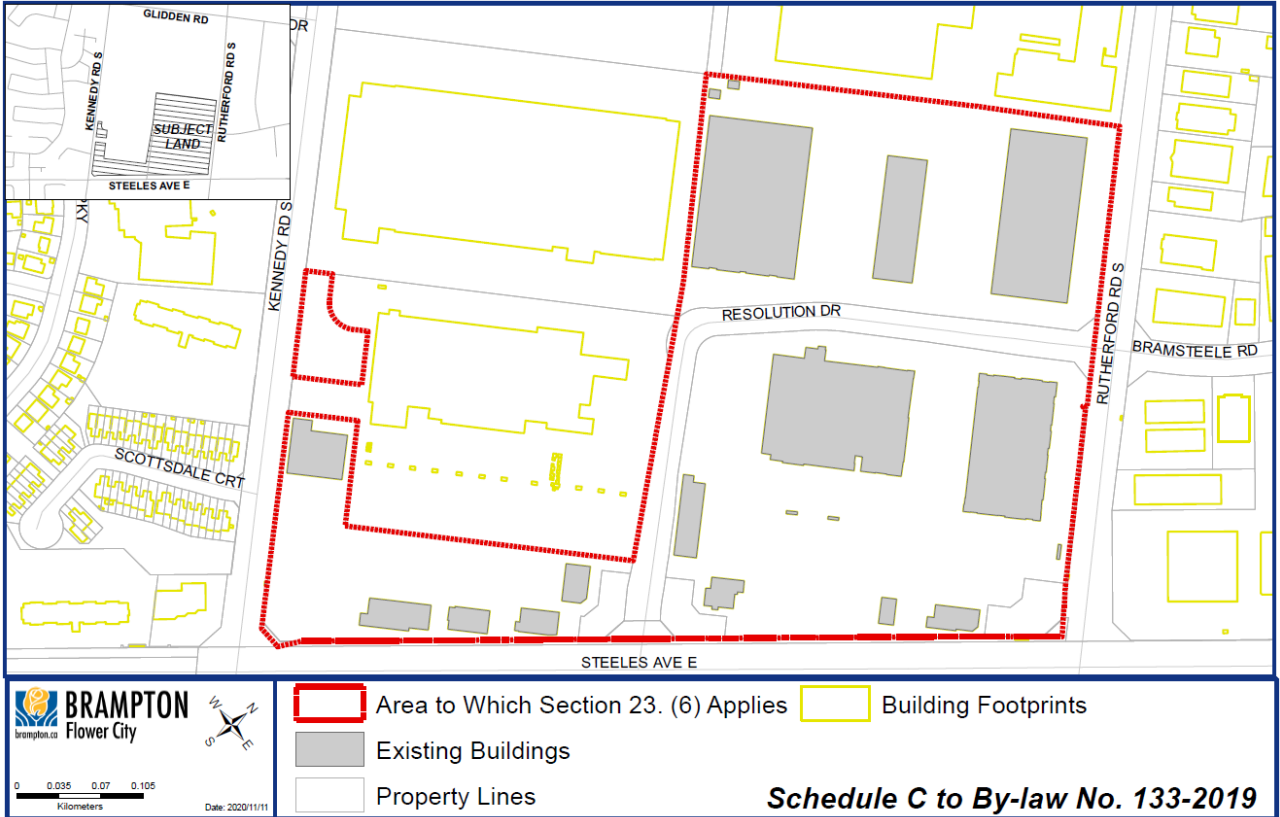 GLIDDEN RD
KENNEDY RD S
RUTHERFORD RD S
SUBJECT
LAND
STEELES AVE E
DR
PKY
KENNEDY RD S
RESOLUTION DR
RUTHERFORD RD S
BRAMSTEELE RD
SCOTTSDALE CRT
STEELES AVE E
BRAMPTON
brampton.ca Flower City
W N
S E
0 0.035 0.07 0.105
Kilometers
Date: 2020/11/11
Area to Which Section 23. (6) Applies
Building Footprints
Existing Buildings
Property Lines
Schedule C to By-law No. 133-2019